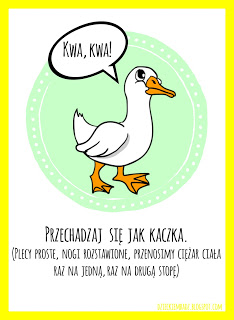 Kwa, kwa!
Przechadzaj się jak kaczka.
(Plecy proste, nogi rozstawione, przenosimy ciężar ciała
raz na jedną, raz na drugą stopę)